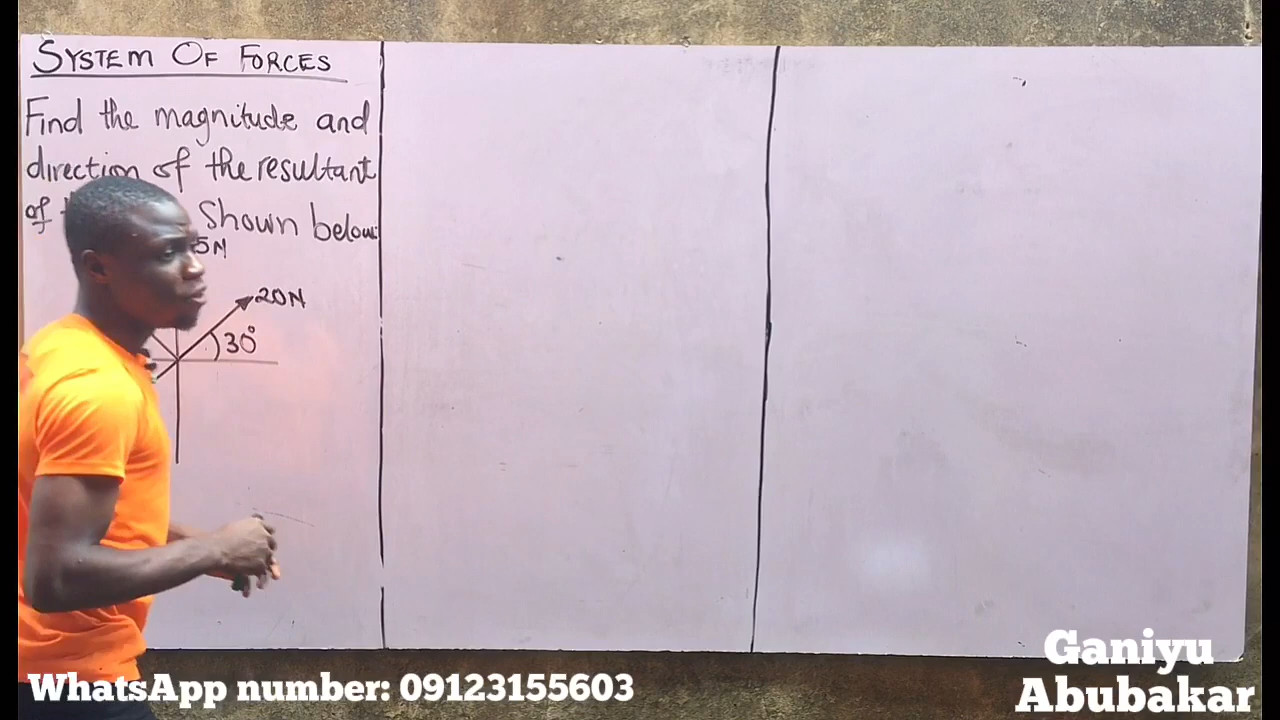 SYSTEM OF FORCES
Find the magnitude and
direction of the resultant
of shown below:
5N
20N
30°
WhatsApp number: 09123155603
Ganiyu
Abubakar